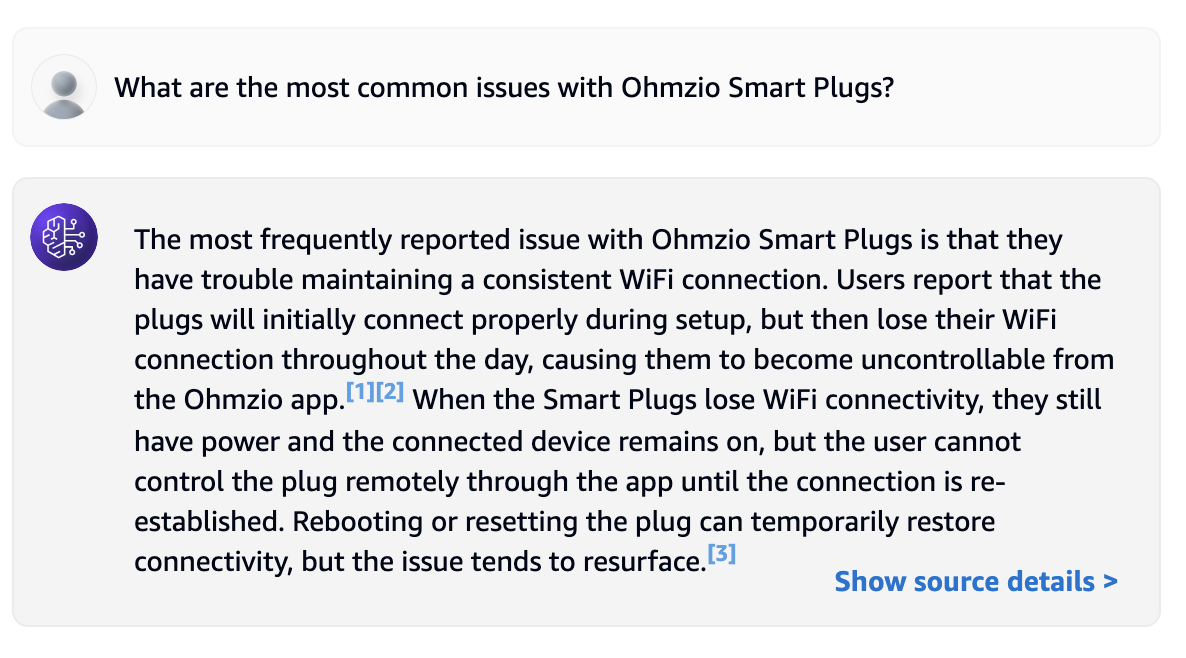 What are the most common issues with Ohmzio Smart Plugs?
The most frequently reported issue with Ohmzio Smart Plugs is that they
have trouble maintaining a consistent WiFi connection. Users report that the
plugs will initially connect properly during setup, but then lose their WiFi
connection throughout the day, causing them to become uncontrollable from
the Ohmzio app.[1][2] When the Smart Plugs lose WiFi connectivity, they still
have power and the connected device remains on, but the user cannot
control the plug remotely through the app until the connection is re-
established. Rebooting or resetting the plug can temporarily restore
connectivity, but the issue tends to resurface.[3]
Show source details >